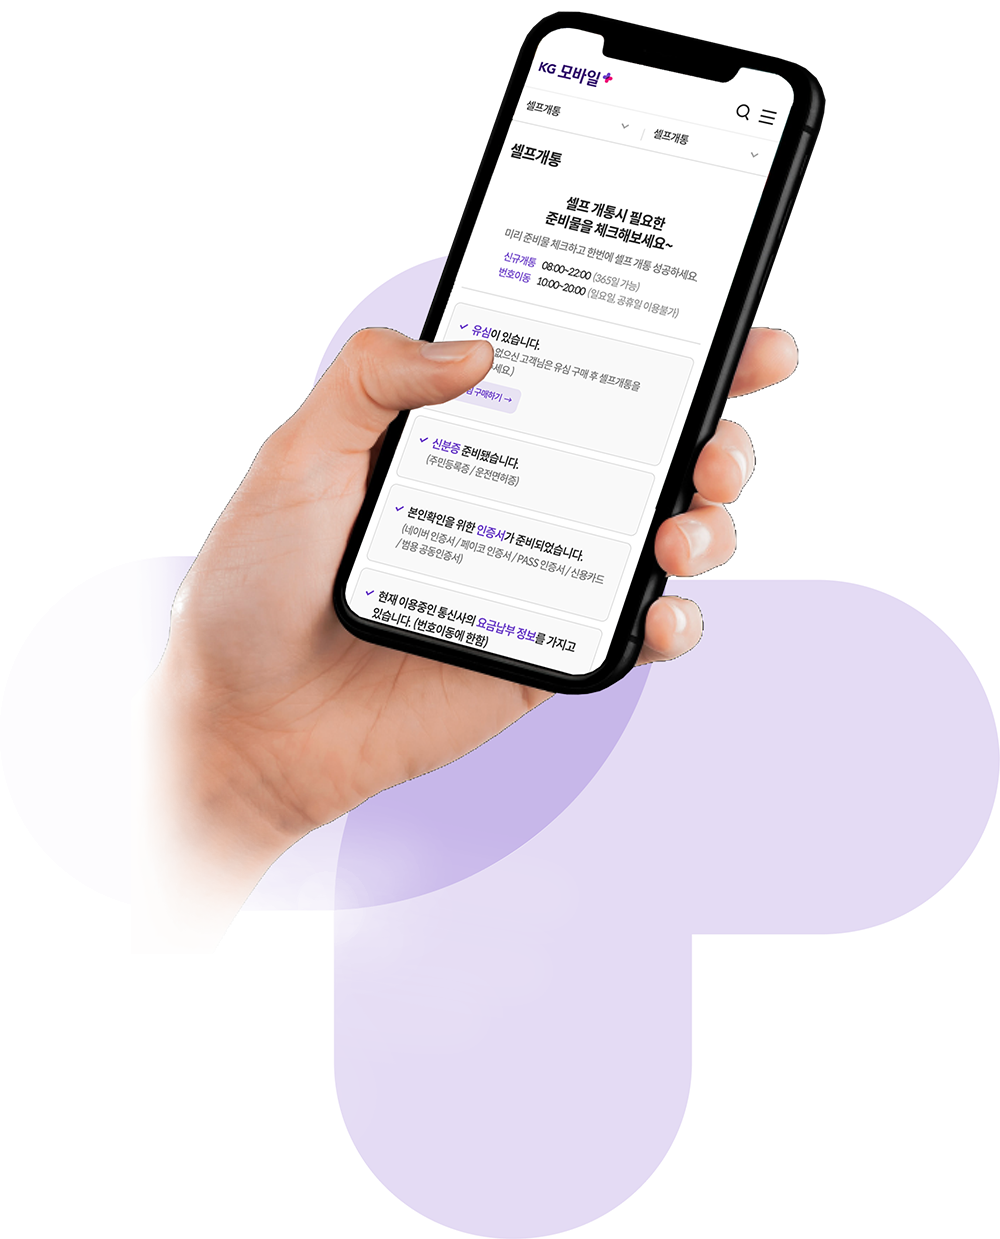 KG 모바일
셀프개통
셀프개통
셀프개통
셀프 개통시 필요한
준비물을 체크해보세요~
미리 준비물 체크하고 한번에 셀프 개통 성공하세요.
신규개통 08:00~22:00 (365일 가능)
번호이동 10:00~20:00 (일요일, 공휴일 이용불가)
유심이 있습니다.
없으신 고객님은 유심 구매 후 셀프개통을
세요.)
구매하기 →
신분증 준비됐습니다.
(주민등록증 / 운전면허증)
본인확인을 위한 인증서가 준비되었습니다.
(네이버 인증서 / 페이코 인증서 / PASS 인증서 / 신용카드
/ 범용 공동인증서)
현재 이용중인 통신사의 요금납부 정보를 가지고
있습니다. (번호이동에 한함)